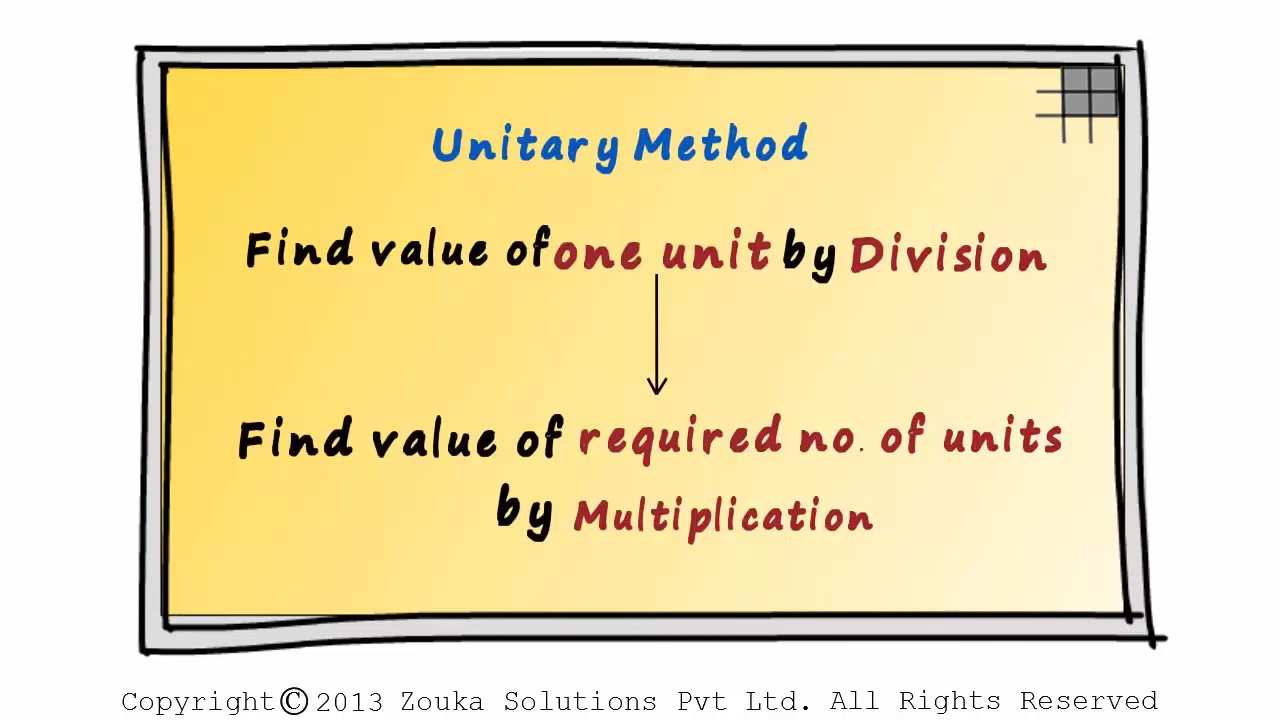 Unitary Method
Find value of one unit by Division
Find value of required no. of units
by Multiplication
Copyright © 2013 Zouka Solutions Pvt Ltd. All Rights Reserved